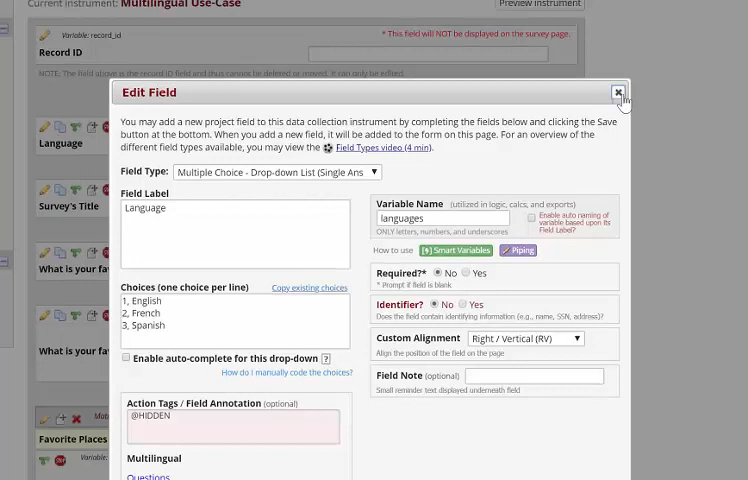 Current instrument: Multilingual Use-Case
Preview instrument
Variable: record_id
* This field will NOT be displayed on the survey page.
Record ID
NOTE: The field above is the record ID field and thus cannot be deleted or moved. It can only be edited.
Edit Field
You may add a new project field to this data collection instrument by completing the fields below and clicking the Save
button at the bottom. When you add a new field, it will be added to the form on this page. For an overview of the
different field types available, you may view the Field Types video (4 min).
Language
Field Type: Multiple Choice - Drop-down List (Single Ans
Field Label
Language
Variable Name (utilized in logic, calcs, and exports)
languages
Enable auto naming of
variable based upon its
Field Label?
ONLY letters, numbers, and underscores
How to use [⚡] Smart Variables Piping
Survey's Title
Required?* No Yes
* Prompt if field is blank
What is your fav
Choices (one choice per line) Copy existing choices
1, English
2, French
3, Spanish
Identifier? No Yes
Does the field contain identifying information (e.g., name, SSN, address)?
Custom Alignment Right / Vertical (RV)
Align the position of the field on the page
What is your fav
Enable auto-complete for this drop-down ?
How do I manually code the choices?
Field Note (optional)
Small reminder text displayed underneath field
Action Tags / Field Annotation (optional)
@HIDDEN
Favorite Places
Variable:
Multilingual
Questions